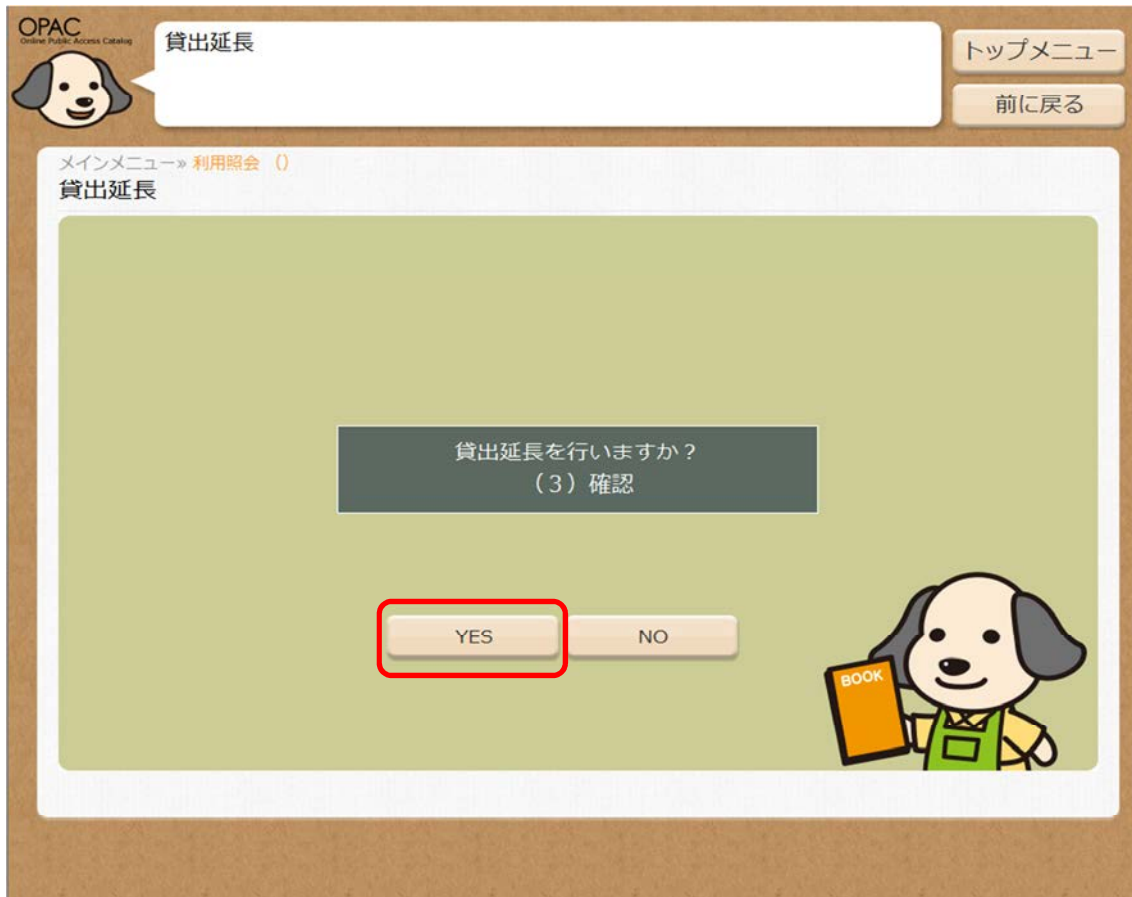 OPAC
Online Public Access Catalog
貸出延長
トップメニュー
前に戻る
メインメニュー» 利用照会 ()
貸出延長
貸出延長を行いますか？
（３）確認
YES
NO
BOOK